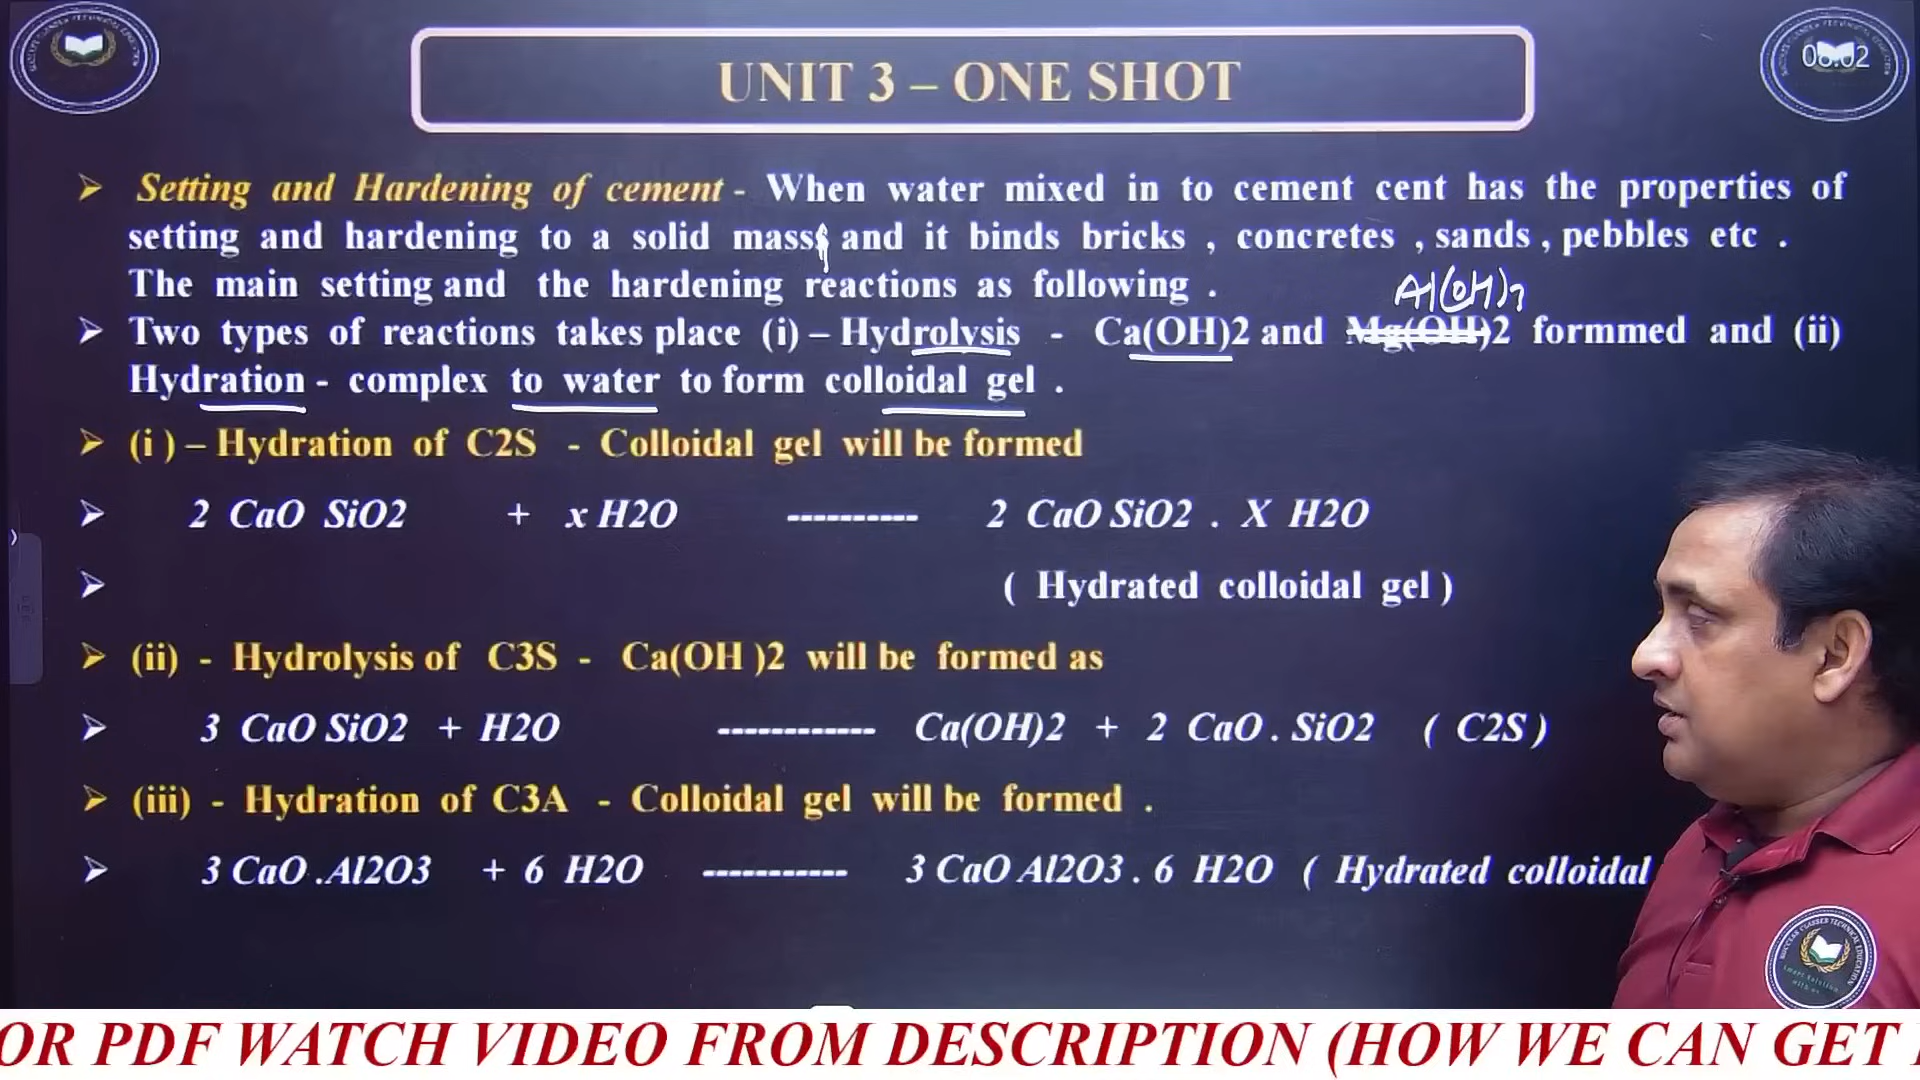 08:02
UNIT 3 – ONE SHOT
➢ Setting and Hardening of cement - When water mixed in to cement cent has the properties of
setting and hardening to a solid mass and it binds bricks , concretes , sands , pebbles etc .
The main setting and the hardening reactions as following .
Al(OH)3
➢ Two types of reactions takes place (i) – Hydrolysis - Ca(OH)2 and Mg(OH)2 formmed and (ii)
Hydration - complex to water to form colloidal gel .
➢ (i ) – Hydration of C2S - Colloidal gel will be formed
➢ 2 CaO SiO2 + x H2O ---------- 2 CaO SiO2 . X H2O
➢ ( Hydrated colloidal gel )
➢ (ii) - Hydrolysis of C3S - Ca(OH )2 will be formed as
➢ 3 CaO SiO2 + H2O ------------ Ca(OH)2 + 2 CaO . SiO2 ( C2S )
➢ (iii) - Hydration of C3A - Colloidal gel will be formed .
➢ 3 CaO .Al2O3 + 6 H2O ----------- 3 CaO Al2O3 . 6 H2O ( Hydrated colloidal
OR PDF WATCH VIDEO FROM DESCRIPTION (HOW WE CAN GET